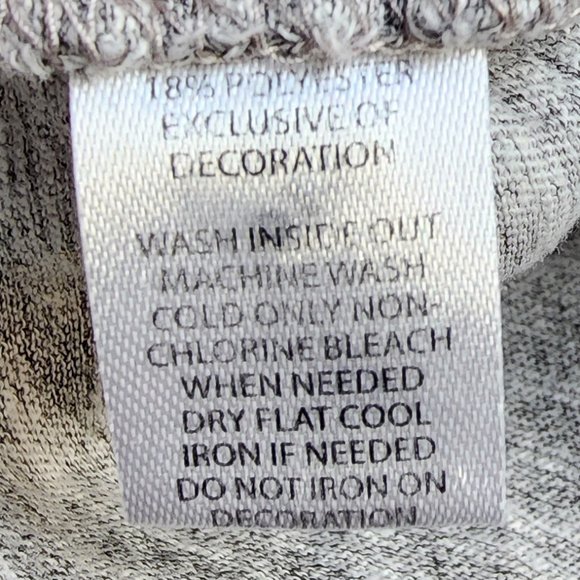 18% POLYESTER
EXCLUSIVE OF
DECORATION
WASH INSIDE OUT
MACHINE WASH
COLD ONLY NON-
CHLORINE BLEACH
WHEN NEEDED
DRY FLAT COOL
IRON IF NEEDED
DO NOT IRON ON
DECORATION